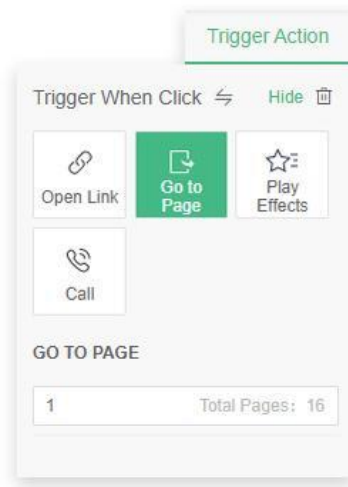 Trigger Action
Trigger When Click Hide
Open Link
Go to
Page
Play
Effects
Call
GO TO PAGE
1 Total Pages: 16